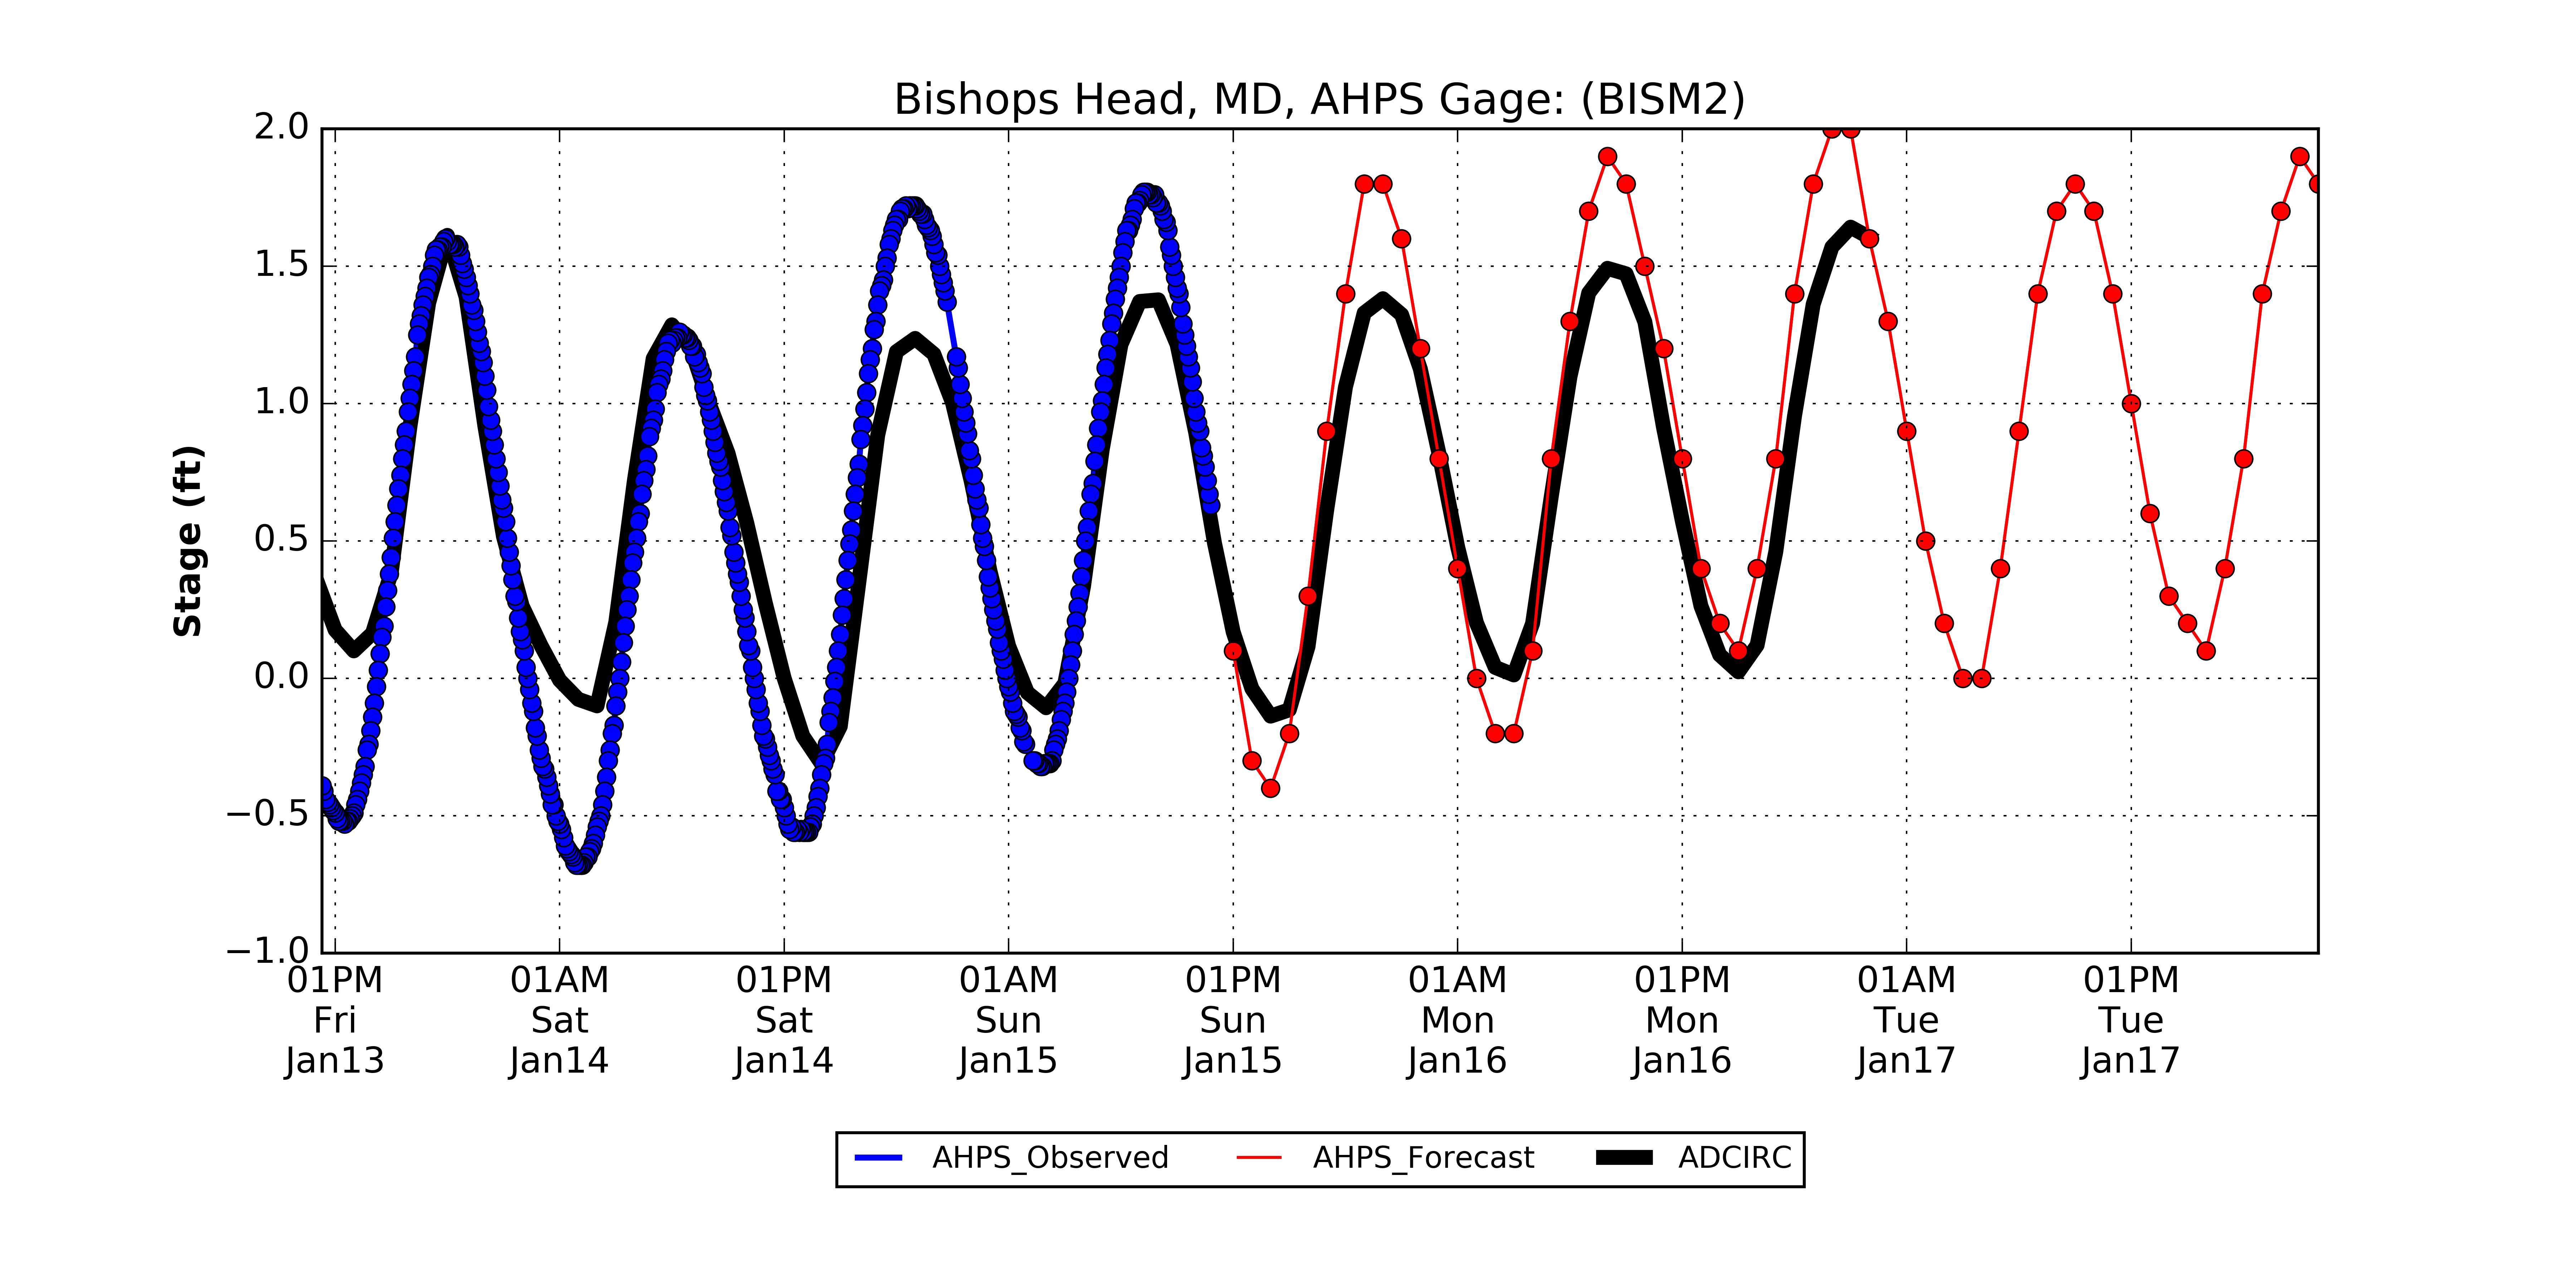 Bishops Head, MD, AHPS Gage: (BISM2)
2.0
1.5
1.0
0.5
0.0
−0.5
−1.0
Stage (ft)
01PM 01AM 01PM 01AM 01PM 01AM 01PM 01AM 01PM
Fri Sat Sat Sun Sun Mon Mon Tue Tue
Jan13 Jan14 Jan14 Jan15 Jan15 Jan16 Jan16 Jan17 Jan17
AHPS_Observed AHPS_Forecast ADCIRC